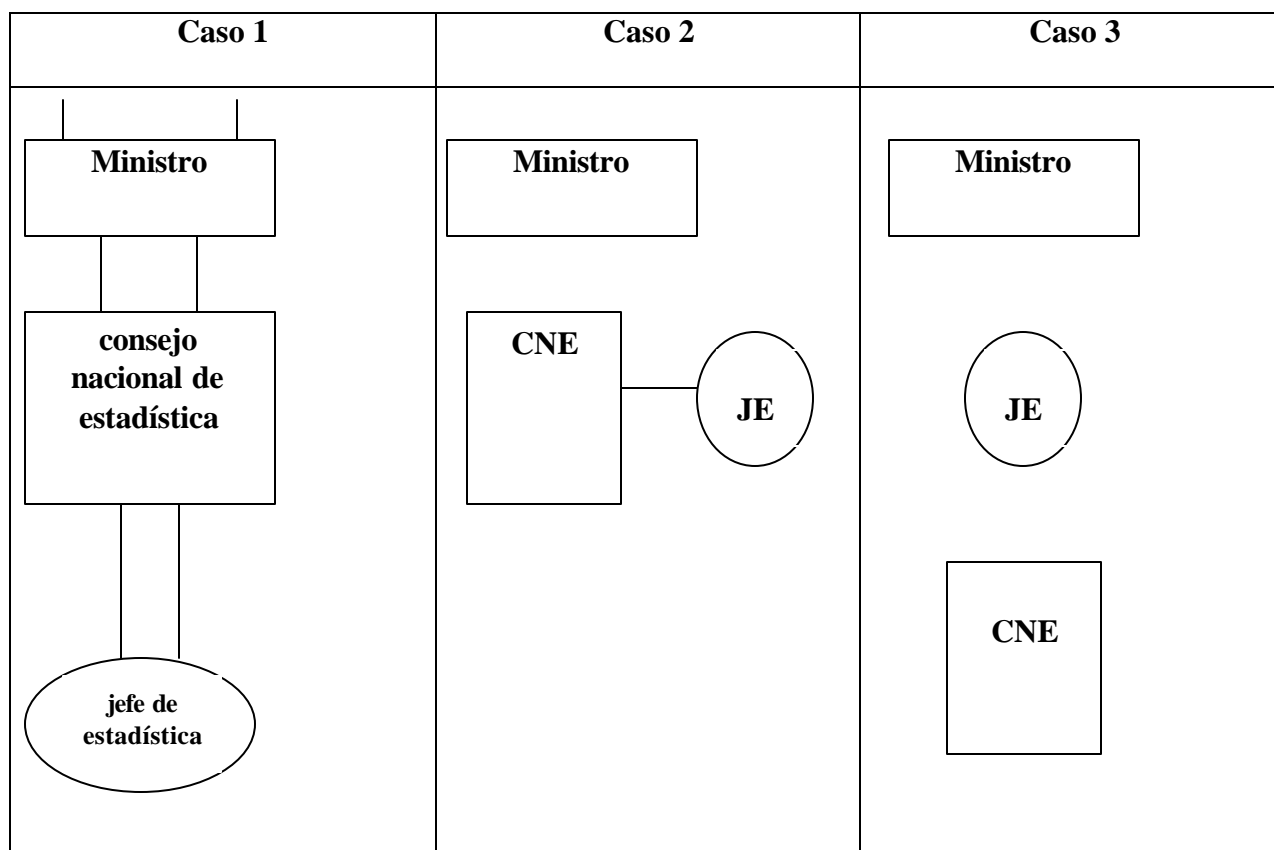 Caso 1
Caso 2
Caso 3
Ministro
consejo
nacional de
estadística
jefe de
estadística
Ministro
CNE
JE
Ministro
JE
CNE